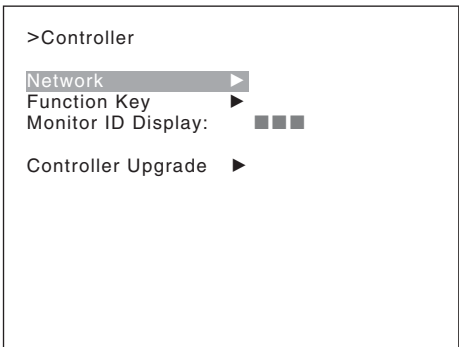 >Controller
Network ▶
Function Key ▶
Monitor ID Display: ■■■
Controller Upgrade ▶